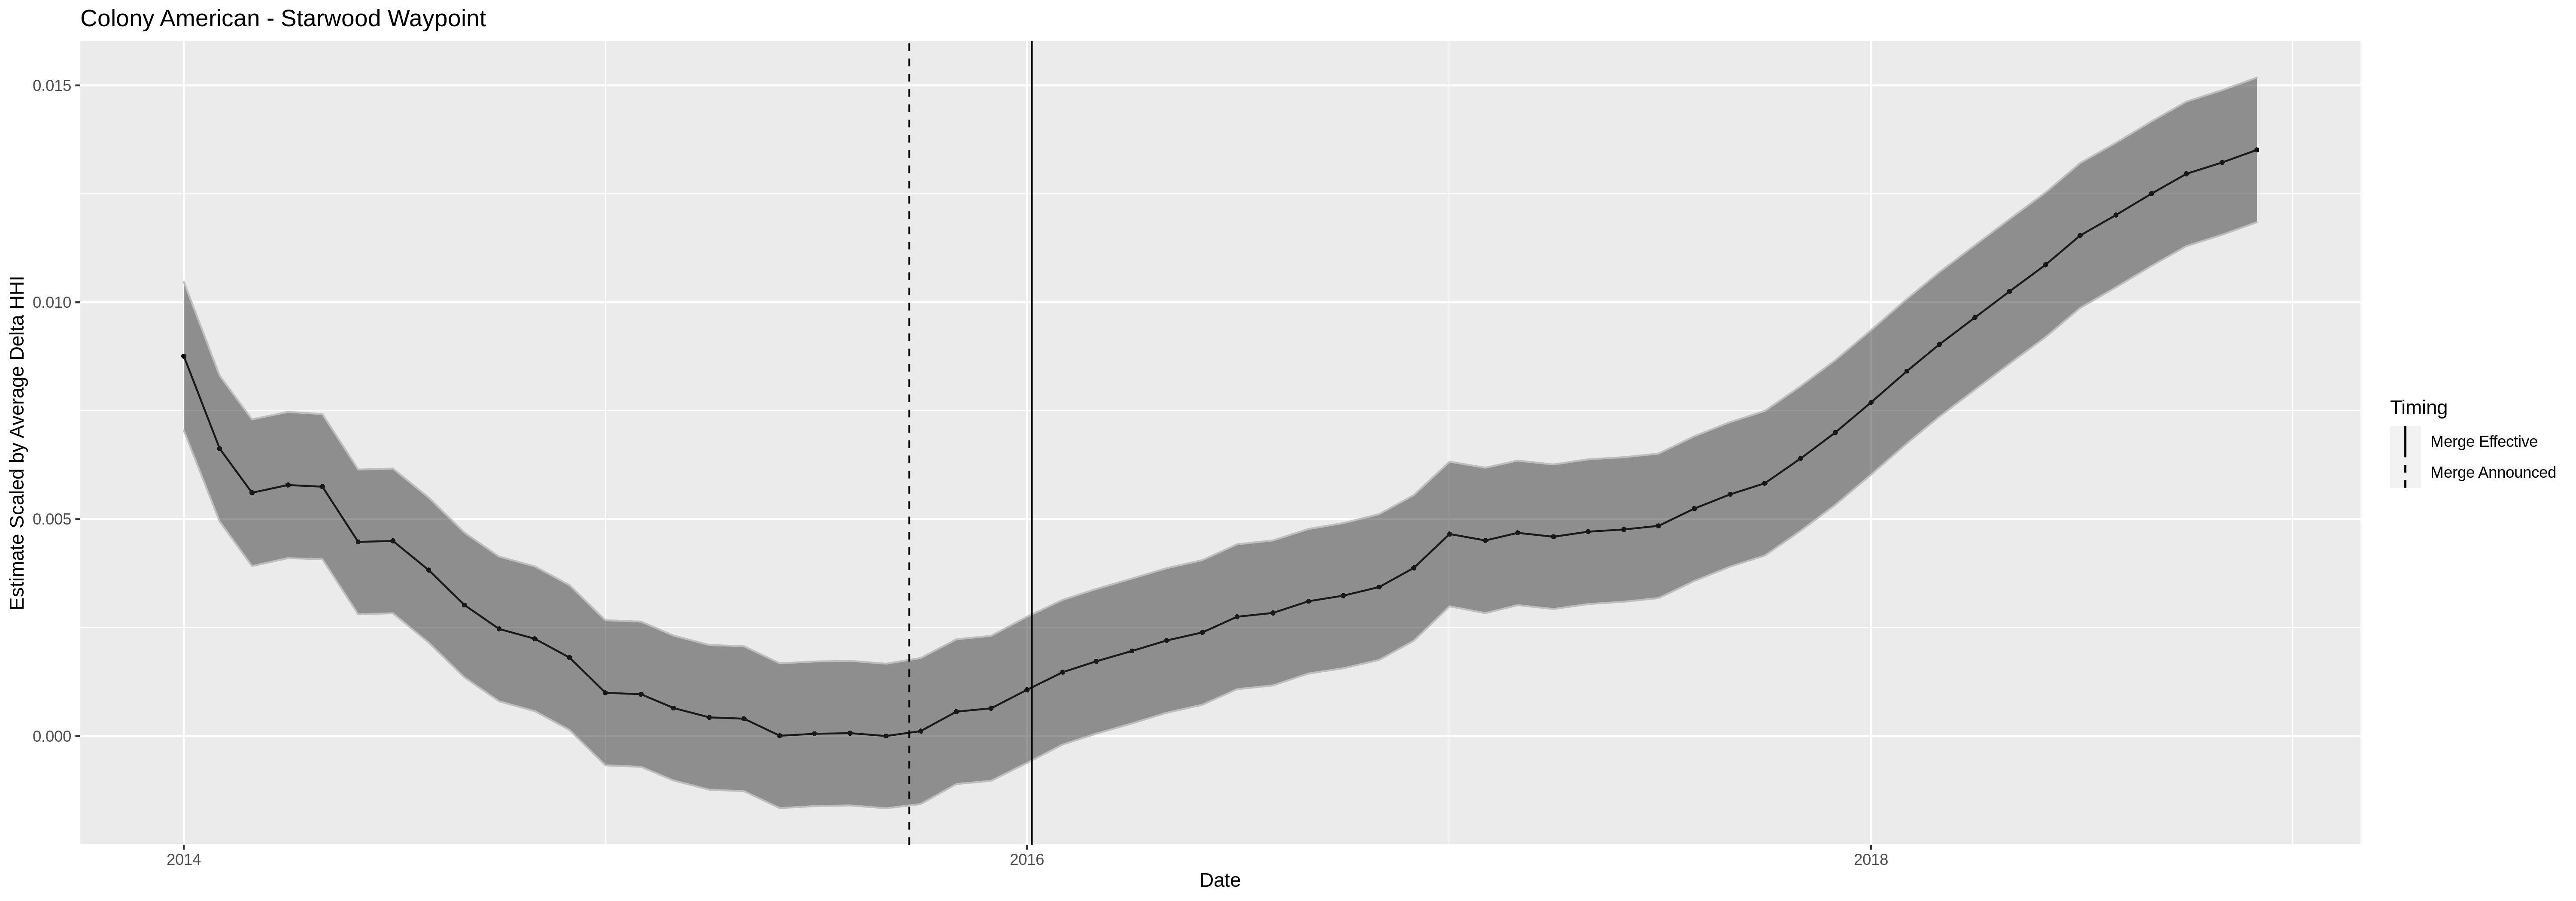 Colony American - Starwood Waypoint
Estimate Scaled by Average Delta HHI
0.015
0.010
0.005
0.000
2014
2016
2018
Date
Timing
Merge Effective
Merge Announced